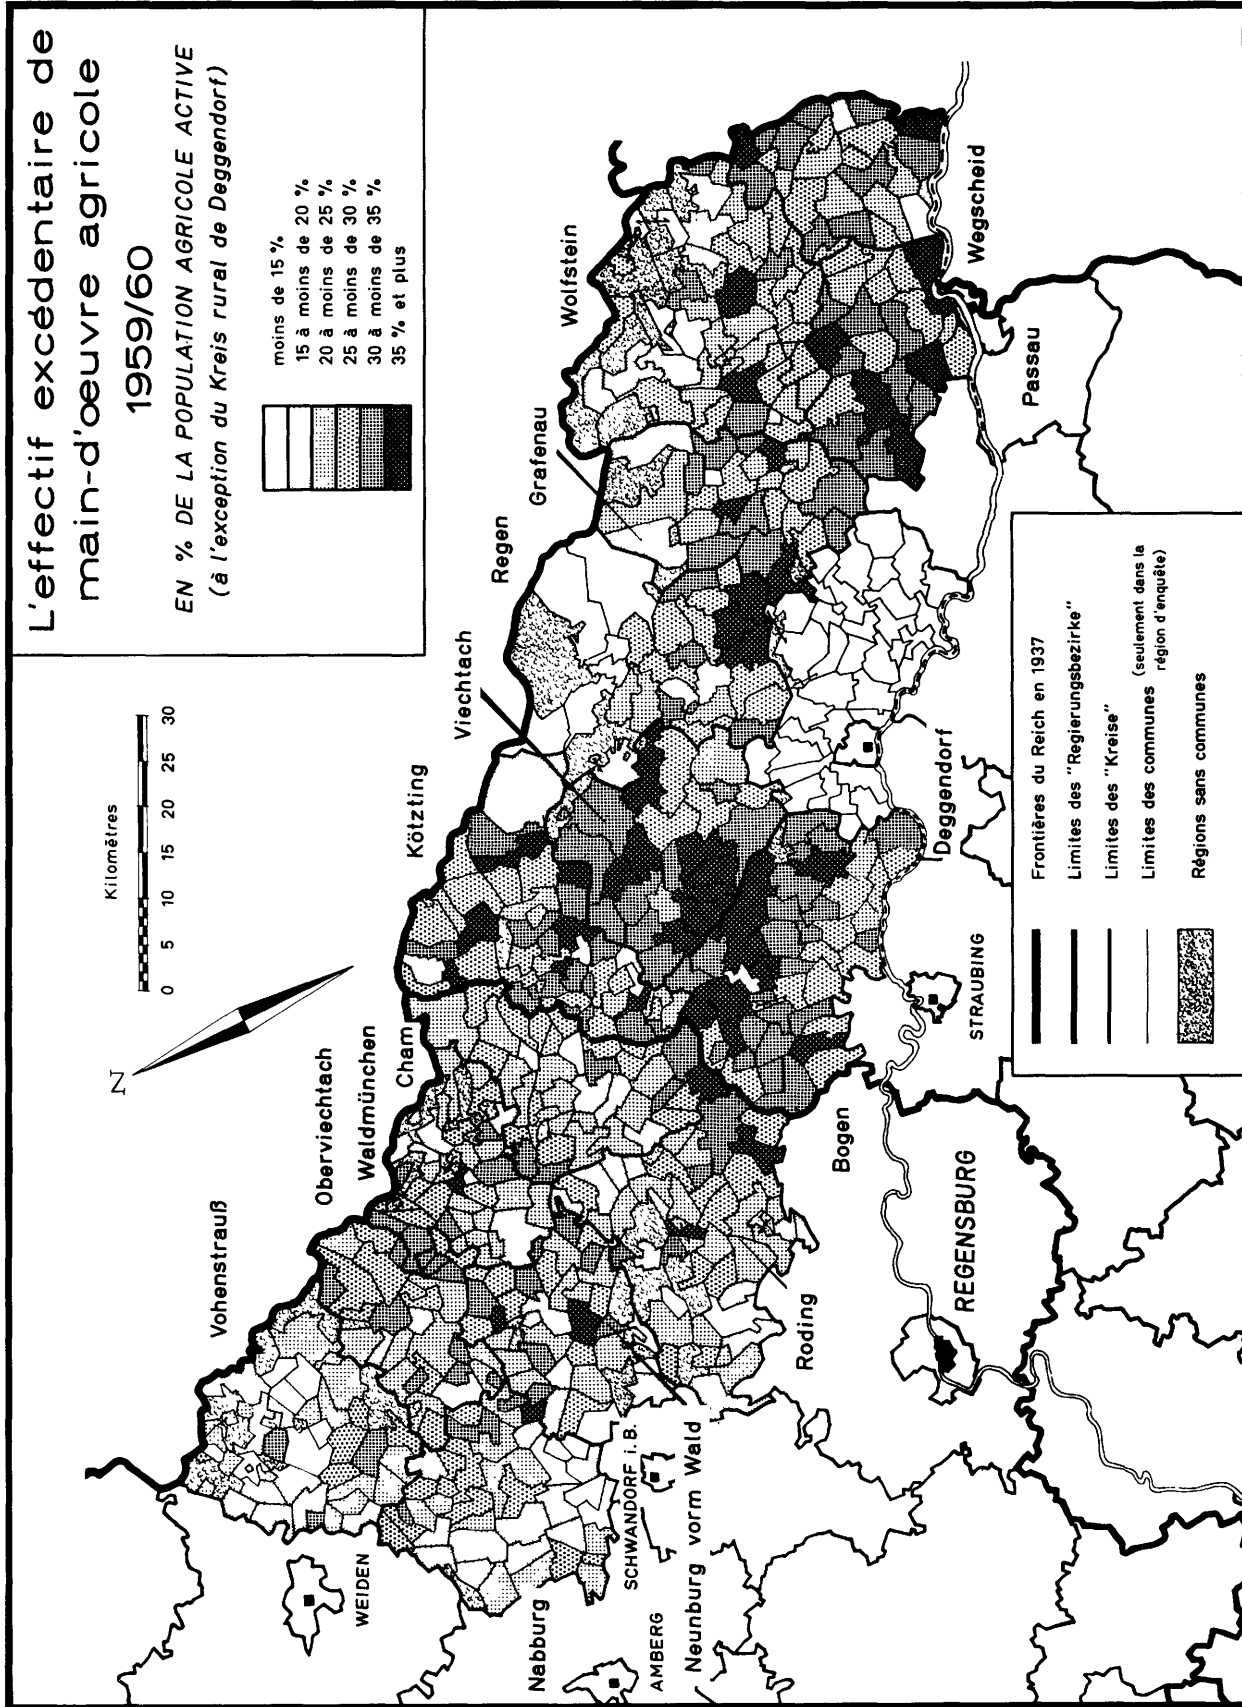 L'effectif excédentaire de
main-d'œuvre agricole
1959/60
EN % DE LA POPULATION AGRICOLE ACTIVE
(à l'exception du Kreis rural de Deggendorf)
moins de 15 %
15 à moins de 20 %
20 à moins de 25 %
25 à moins de 30 %
30 à moins de 35 %
35 % et plus
Kilomètres
0 5 10 15 20 25 30
N
Vohenstrauß
Oberviechtach
Waldmünchen
Cham
Kötzting
Viechtach
Regen
Grafenau
Wolfstein
Wegscheid
Passau
Deggendorf
STRAUBING
Bogen
REGENSBURG
Roding
Neunburg vorm Wald
SCHWANDORF i. B.
AMBERG
Nabburg
WEIDEN
Frontières du Reich en 1937
Limites des "Regierungsbezirke"
Limites des "Kreise"
Limites des communes (seulement dans la
région d'enquête)
Régions sans communes